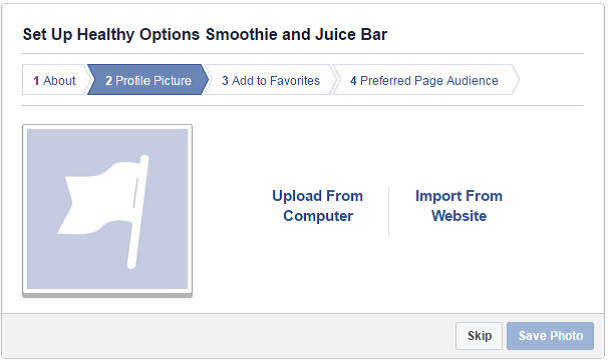 Set Up Healthy Options Smoothie and Juice Bar
1 About 2 Profile Picture 3 Add to Favorites 4 Preferred Page Audience
Upload From
Computer
Import From
Website
Skip Save Photo